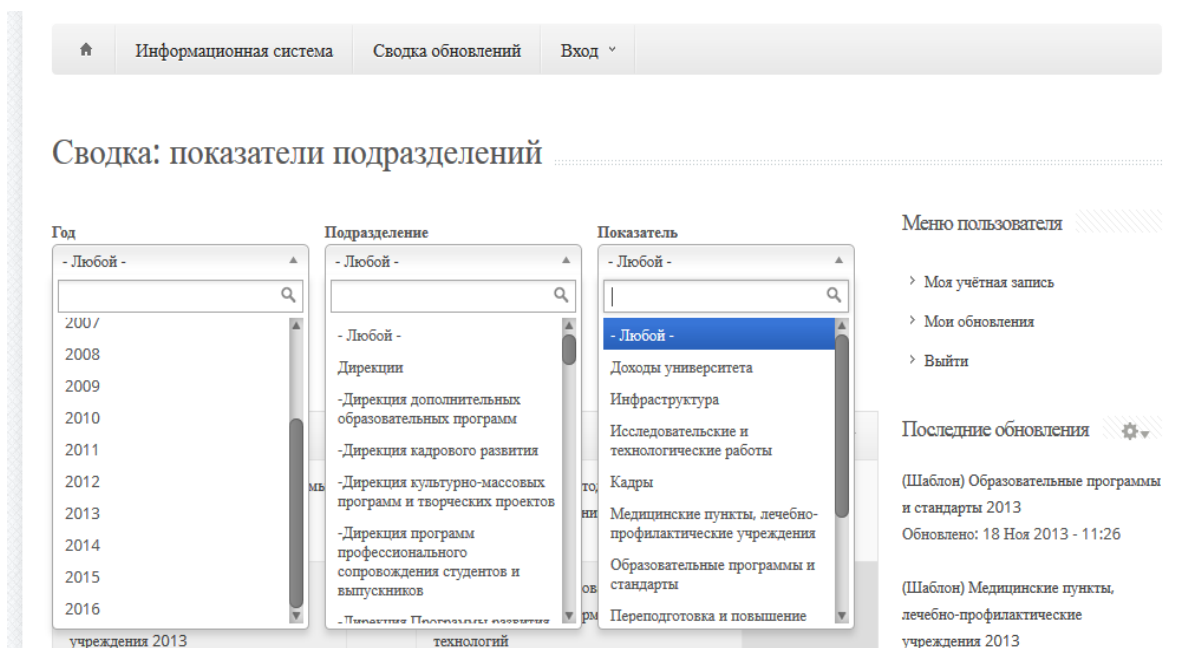 Информационная система
Сводка обновлений
Вход
Сводка: показатели подразделений
Год
- Любой -
2007
2008
2009
2010
2011
2012
2013
2014
2015
2016
Подразделение
- Любой -
- Любой -
Дирекции
-Дирекция дополнительных
образовательных программ
-Дирекция кадрового развития
-Дирекция культурно-массовых
программ и творческих проектов
-Дирекция программ
профессионального
сопровождения студентов и
выпускников
-Дирекция Программы развития
Показатель
- Любой -
- Любой -
Доходы университета
Инфраструктура
Исследовательские и
технологические работы
Кадры
Медицинские пункты, лечебно-
профилактические учреждения
Образовательные программы и
стандарты
Переподготовка и повышение
учреждения 2013
технологий
Меню пользователя
Моя учётная запись
Мои обновления
Выйти
Последние обновления
(Шаблон) Образовательные программы
и стандарты 2013
Обновлено: 18 Ноя 2013 - 11:26
(Шаблон) Медицинские пункты,
лечебно-профилактические
учреждения 2013